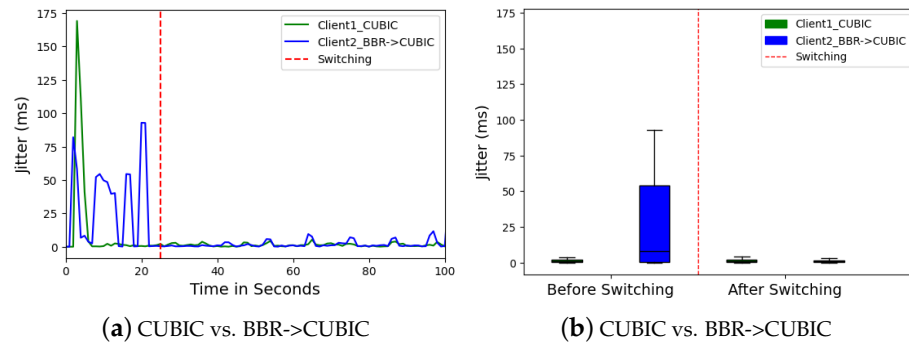 175
150
125
100
75
50
25
0
Jitter (ms)
0 20 40 60 80 100
Time in Seconds
Client1_CUBIC
Client2_BBR->CUBIC
Switching
(a) CUBIC vs. BBR->CUBIC
175
150
125
100
75
50
25
0
Jitter (ms)
Before Switching After Switching
Client1_CUBIC
Client2_BBR->CUBIC
Switching
(b) CUBIC vs. BBR->CUBIC